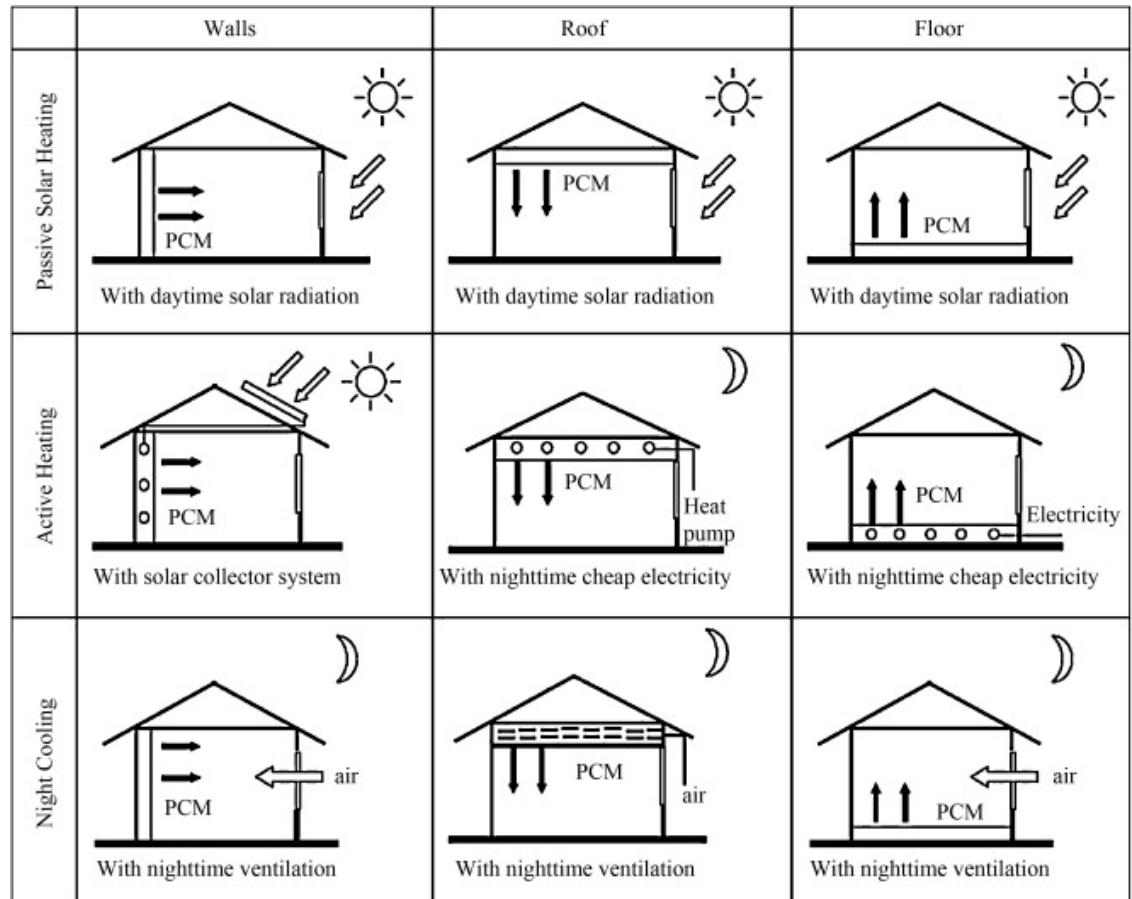 Walls
Roof
Floor
Passive Solar Heating
PCM
With daytime solar radiation
PCM
With daytime solar radiation
PCM
With daytime solar radiation
Active Heating
PCM
With solar collector system
PCM
Heat
pump
With nighttime cheap electricity
PCM
Electricity
With nighttime cheap electricity
Night Cooling
air
PCM
With nighttime ventilation
PCM
air
With nighttime ventilation
air
PCM
With nighttime ventilation